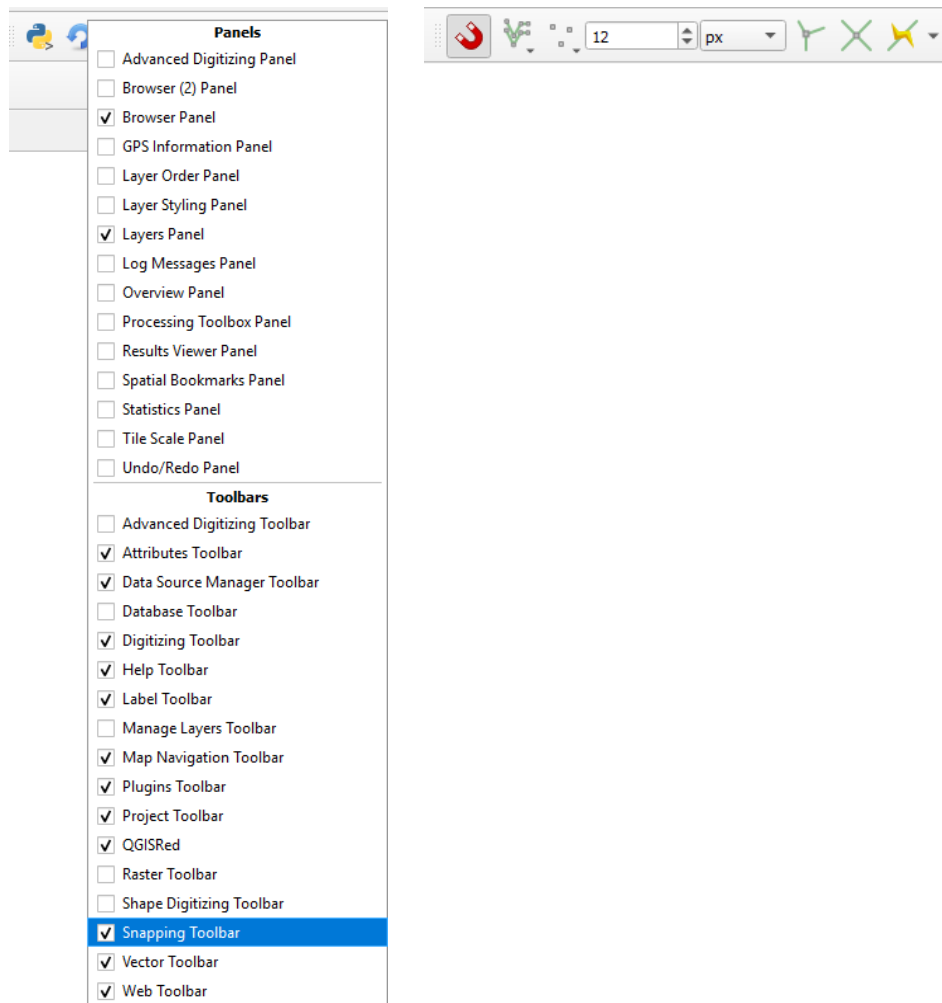 Panels
Advanced Digitizing Panel
Browser (2) Panel
Browser Panel
GPS Information Panel
Layer Order Panel
Layer Styling Panel
Layers Panel
Log Messages Panel
Overview Panel
Processing Toolbox Panel
Results Viewer Panel
Spatial Bookmarks Panel
Statistics Panel
Tile Scale Panel
Undo/Redo Panel
Toolbars
Advanced Digitizing Toolbar
Attributes Toolbar
Data Source Manager Toolbar
Database Toolbar
Digitizing Toolbar
Help Toolbar
Label Toolbar
Manage Layers Toolbar
Map Navigation Toolbar
Plugins Toolbar
Project Toolbar
QGISRed
Raster Toolbar
Shape Digitizing Toolbar
Snapping Toolbar
Vector Toolbar
Web Toolbar
12 px